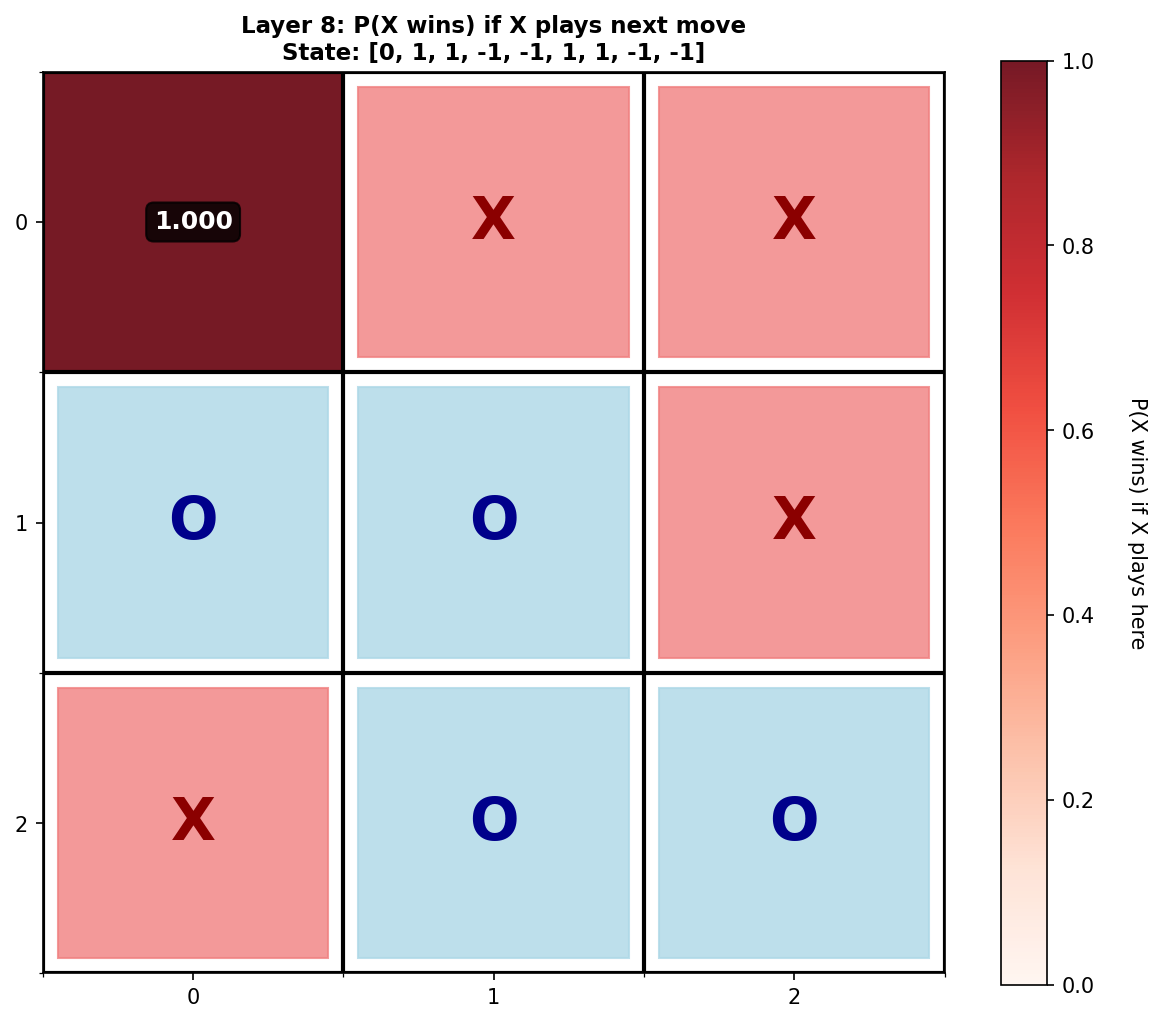 Layer 8: P(X wins) if X plays next move
State: [0, 1, 1, -1, -1, 1, 1, -1, -1]
1.000 X X
O O X
X O O
0
1
2
0 1 2
1.0
0.8
0.6
0.4
0.2
0.0
P(X wins) if X plays here